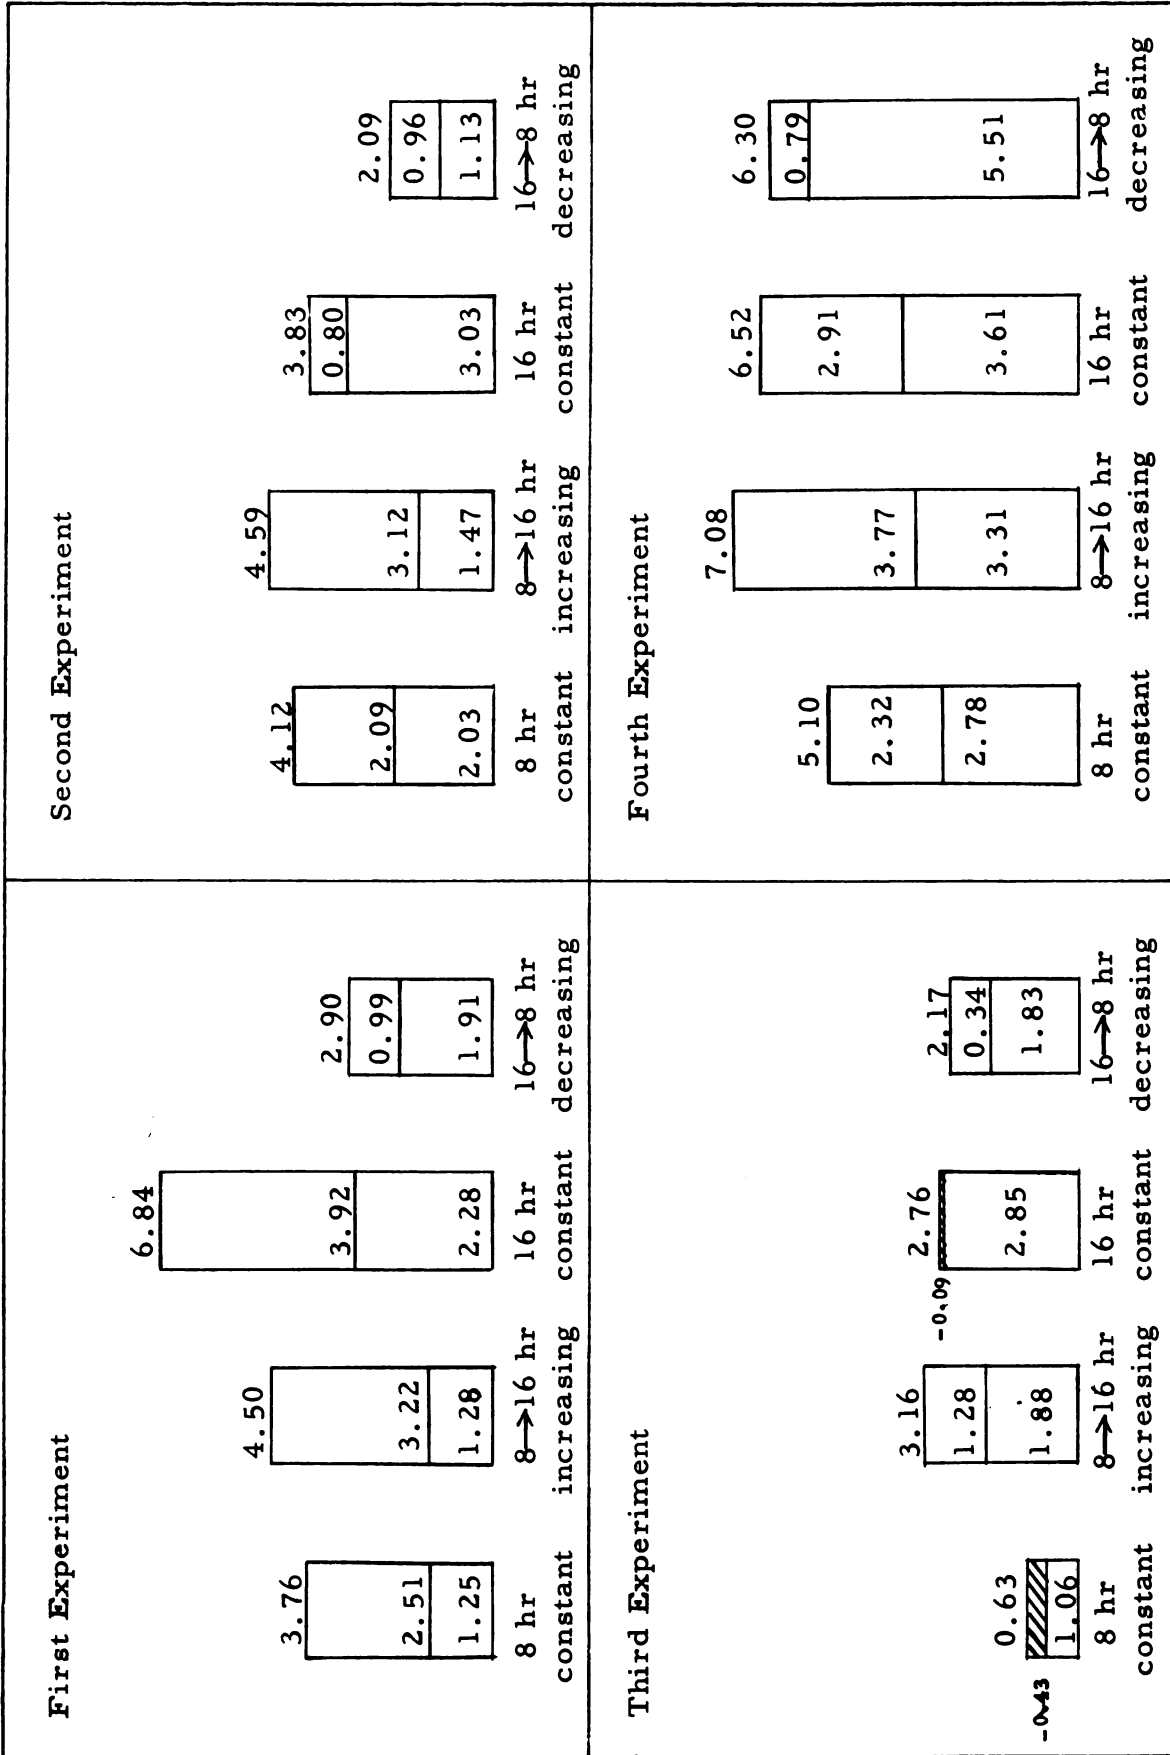 First Experiment
3.76
2.51
1.25
8 hr
constant
4.50
3.22
1.28
8→16 hr
increasing
6.84
3.92
2.28
16 hr
constant
2.90
0.99
1.91
16→8 hr
decreasing
Second Experiment
4.12
2.09
2.03
8 hr
constant
4.59
3.12
1.47
8→16 hr
increasing
3.83
0.80
3.03
16 hr
constant
2.09
0.96
1.13
16→8 hr
decreasing
Third Experiment
0.63
-0.43
1.06
8 hr
constant
3.16
1.28
1.88
8→16 hr
increasing
2.76
-0.09
2.85
16 hr
constant
2.17
0.34
1.83
16→8 hr
decreasing
Fourth Experiment
5.10
2.32
2.78
8 hr
constant
7.08
3.77
3.31
8→16 hr
increasing
6.52
2.91
3.61
16 hr
constant
6.30
0.79
5.51
16→8 hr
decreasing